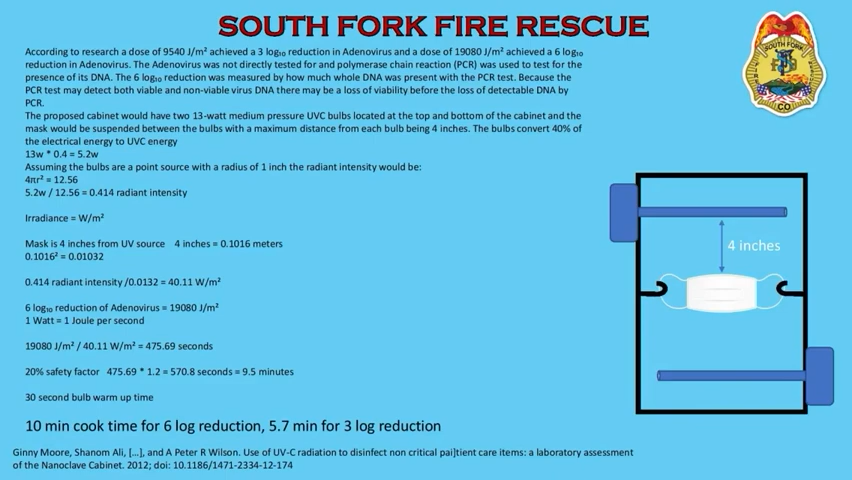 SOUTH FORK FIRE RESCUE
According to research a dose of 9540 J/m² achieved a 3 log₁₀ reduction in Adenovirus and a dose of 19080 J/m² achieved a 6 log₁₀
reduction in Adenovirus. The Adenovirus was not directly tested for and polymerase chain reaction (PCR) was used to test for the
presence of its DNA. The 6 log₁₀ reduction was measured by how much whole DNA was present with the PCR test. Because the
PCR test may detect both viable and non-viable virus DNA there may be a loss of viability before the loss of detectable DNA by
PCR.
The proposed cabinet would have two 13-watt medium pressure UVC bulbs located at the top and bottom of the cabinet and the
mask would be suspended between the bulbs with a maximum distance from each bulb being 4 inches. The bulbs convert 40% of
the electrical energy to UVC energy
13w * 0.4 = 5.2w
Assuming the bulbs are a point source with a radius of 1 inch the radiant intensity would be:
4πr² = 12.56
5.2w / 12.56 = 0.414 radiant intensity
Irradiance = W/m²
Mask is 4 inches from UV source 4 inches = 0.1016 meters
0.1016² = 0.01032
0.414 radiant intensity /0.0132 = 40.11 W/m²
6 log₁₀ reduction of Adenovirus = 19080 J/m²
1 Watt = 1 Joule per second
19080 J/m² / 40.11 W/m² = 475.69 seconds
20% safety factor 475.69 * 1.2 = 570.8 seconds = 9.5 minutes
30 second bulb warm up time
10 min cook time for 6 log reduction, 5.7 min for 3 log reduction
Ginny Moore, Shanom Ali, […], and A Peter R Wilson. Use of UV-C radiation to disinfect non critical pai]tient care items: a laboratory assessment
of the Nanoclave Cabinet. 2012; doi: 10.1186/1471-2334-12-174
SOUTH FORK
CO
4 inches